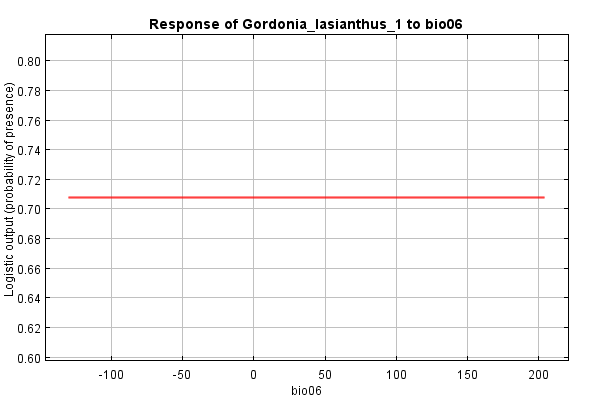 Response of Gordonia_lasianthus_1 to bio06
Logistic output (probability of presence)
0.80
0.78
0.76
0.74
0.72
0.70
0.68
0.66
0.64
0.62
0.60
-100 -50 0 50 100 150 200
bio06